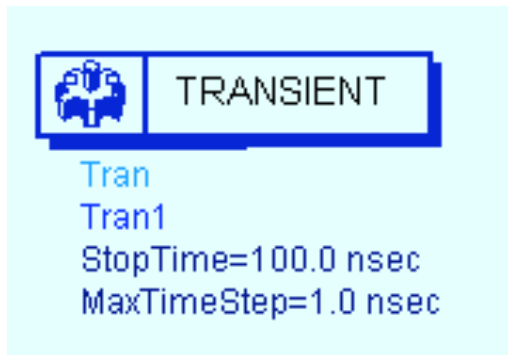 TRANSIENT
Tran
Tran1
StopTime=100.0 nsec
MaxTimeStep=1.0 nsec